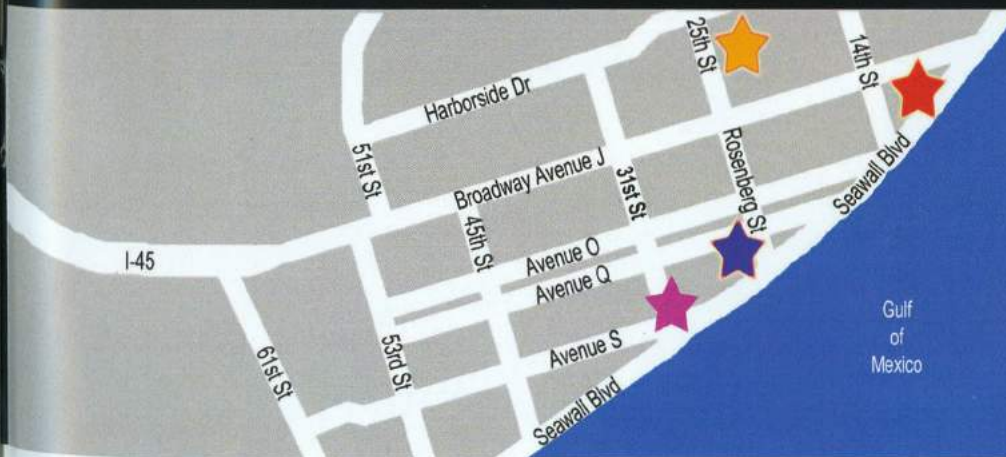 25th St
14th St
Harborside Dr
51st St
Rosenberg St
Broadway Avenue J
31st St
Seawall Blvd
45th St
Avenue O
I-45
Avenue Q
Gulf
of
Mexico
61st St
53rd St
Avenue S
Seawall Blvd